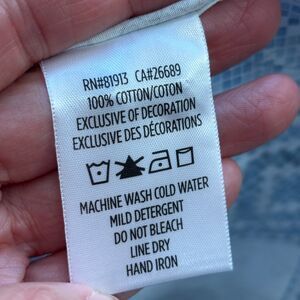 RN#81913 CA#26689
100% COTTON/COTON
EXCLUSIVE OF DECORATION
EXCLUSIVE DES DÉCORATIONS
MACHINE WASH COLD WATER
MILD DETERGENT
DO NOT BLEACH
LINE DRY
HAND IRON